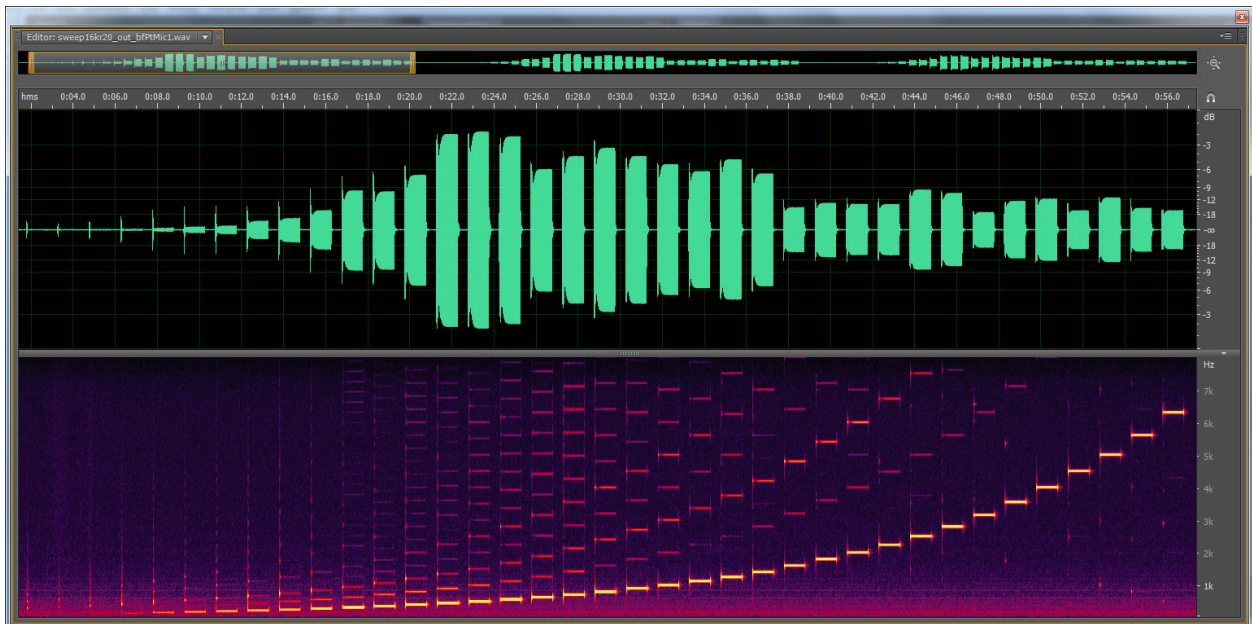 Editor: sweep16kr20_out_bfPtMic1.wav
hms 0:04.0 0:06.0 0:08.0 0:10.0 0:12.0 0:14.0 0:16.0 0:18.0 0:20.0 0:22.0 0:24.0 0:26.0 0:28.0 0:30.0 0:32.0 0:34.0 0:36.0 0:38.0 0:40.0 0:42.0 0:44.0 0:46.0 0:48.0 0:50.0 0:52.0 0:54.0 0:56.0
dB
-3
-6
-9
-12
-18
-∞
-18
-12
-9
-6
-3
Hz
7k
6k
5k
4k
3k
2k
1k